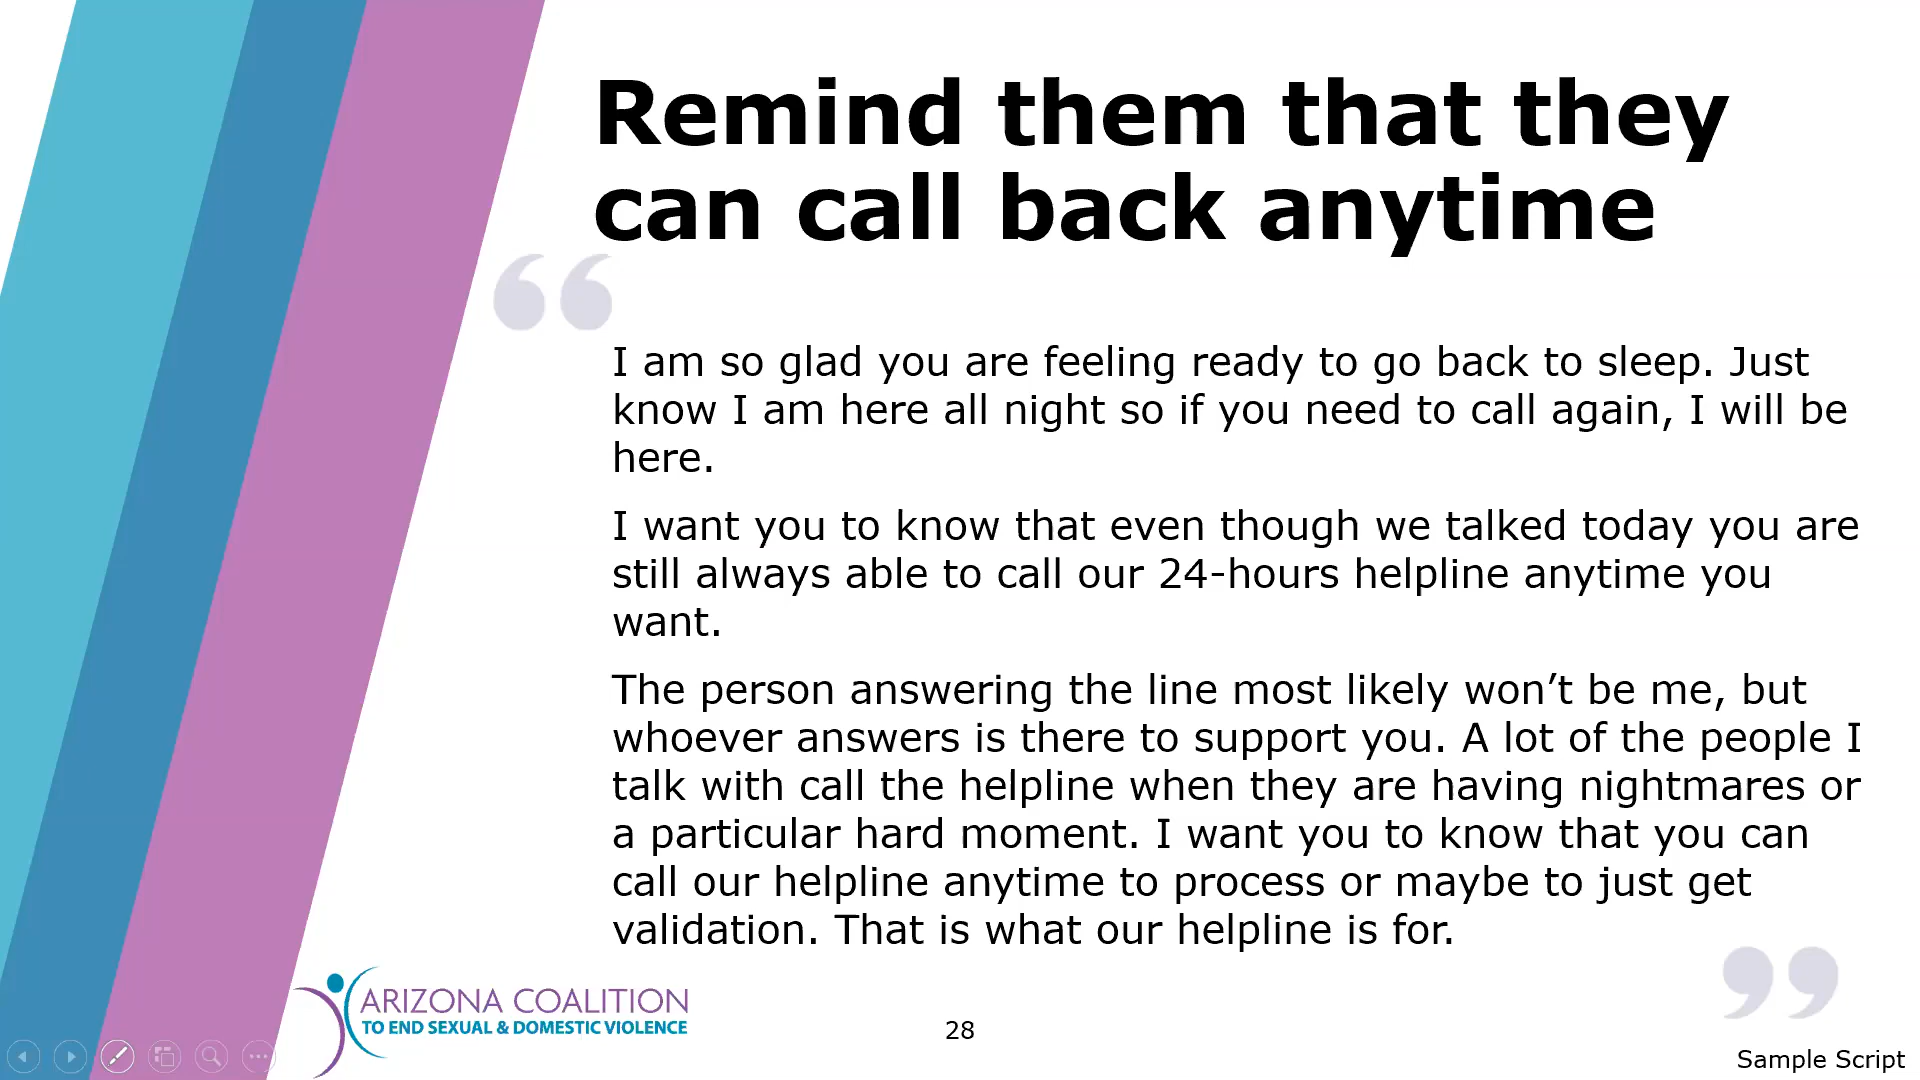 Remind them that they
can call back anytime
“
I am so glad you are feeling ready to go back to sleep. Just
know I am here all night so if you need to call again, I will be
here.
I want you to know that even though we talked today you are
still always able to call our 24-hours helpline anytime you
want.
The person answering the line most likely won’t be me, but
whoever answers is there to support you. A lot of the people I
talk with call the helpline when they are having nightmares or
a particular hard moment. I want you to know that you can
call our helpline anytime to process or maybe to just get
validation. That is what our helpline is for.
”
ARIZONA COALITION
TO END SEXUAL & DOMESTIC VIOLENCE
28
Sample Script